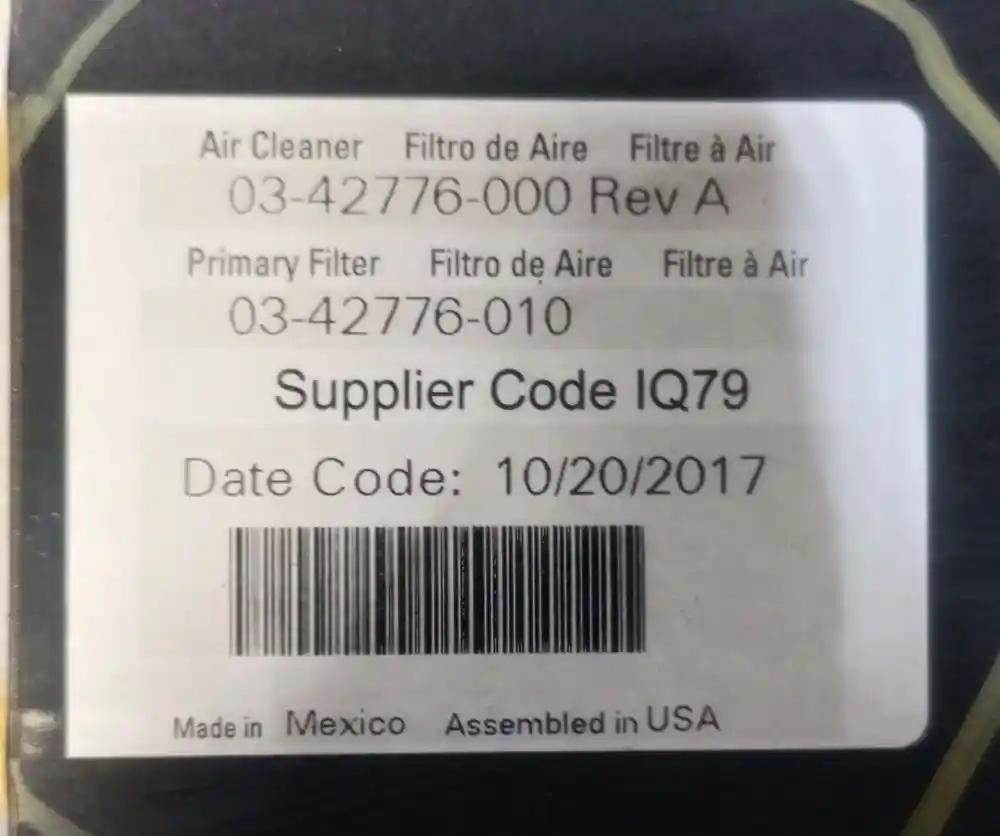 Air Cleaner Filtro de Aire Filtre à Air
03-42776-000 Rev A
Primary Filter Filtro de Aire Filtre à Air
03-42776-010
Supplier Code IQ79
Date Code: 10/20/2017
Made in Mexico Assembled in USA